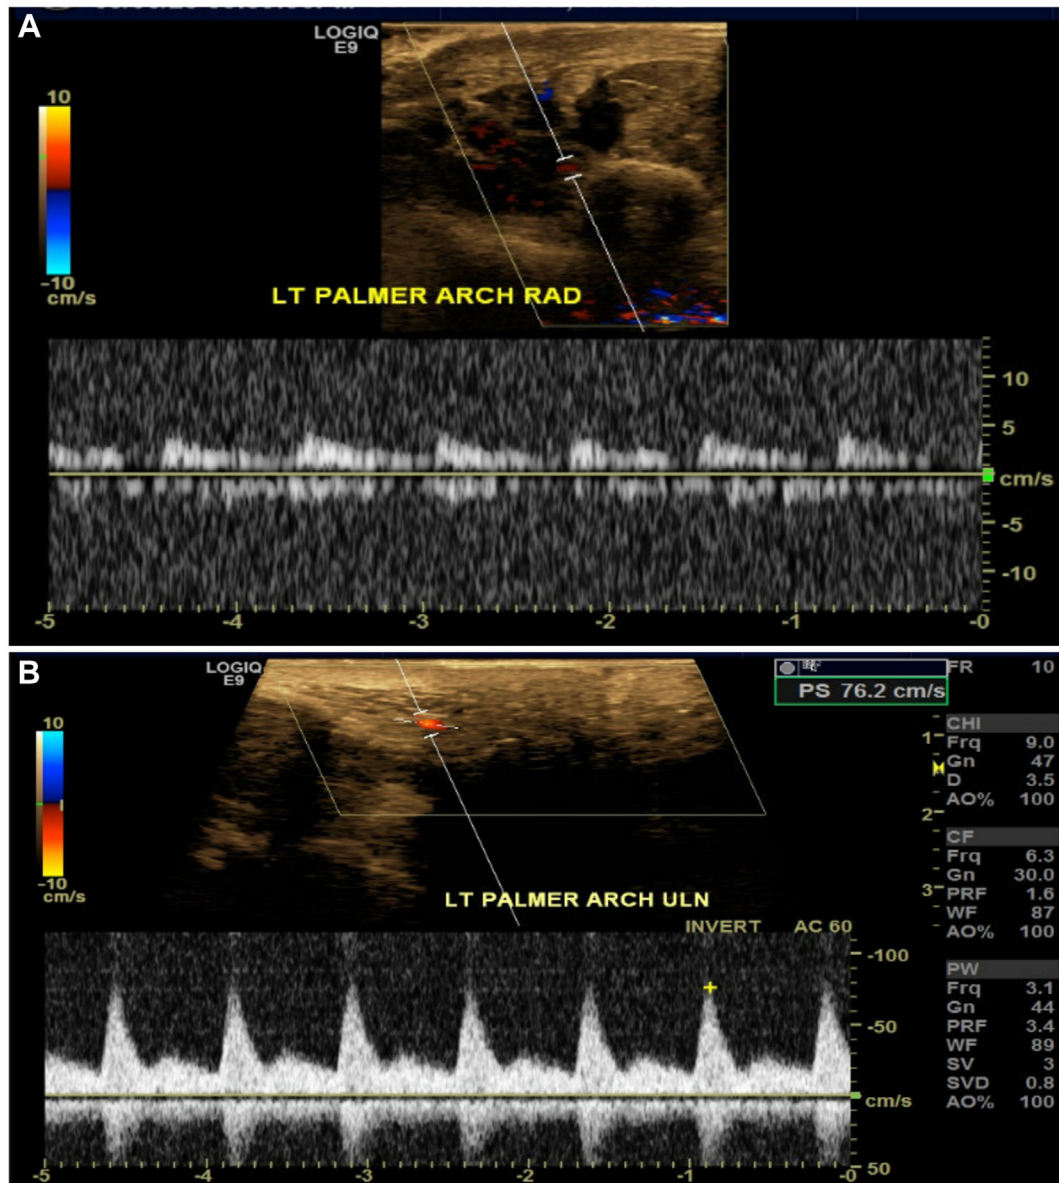 A
LOGIQ
E9
10
-10
cm/s
LT PALMER ARCH RAD
10
5
cm/s
-5
-10
-5 -4 -3 -2 -1 -0
B
LOGIQ
E9
PS 76.2 cm/s
FR 10
10
-10
cm/s
1
2
3
CHI
Frq 9.0
Gn 47
D 3.5
AO% 100
CF
Frq 6.3
Gn 30.0
PRF 1.6
WF 87
AO% 100
LT PALMER ARCH ULN
INVERT AC 60
-100
-50
cm/s
50
PW
Frq 3.1
Gn 44
PRF 3.4
WF 89
SV 3
SVD 0.8
AO% 100
-5 -4 -3 -2 -1 -0